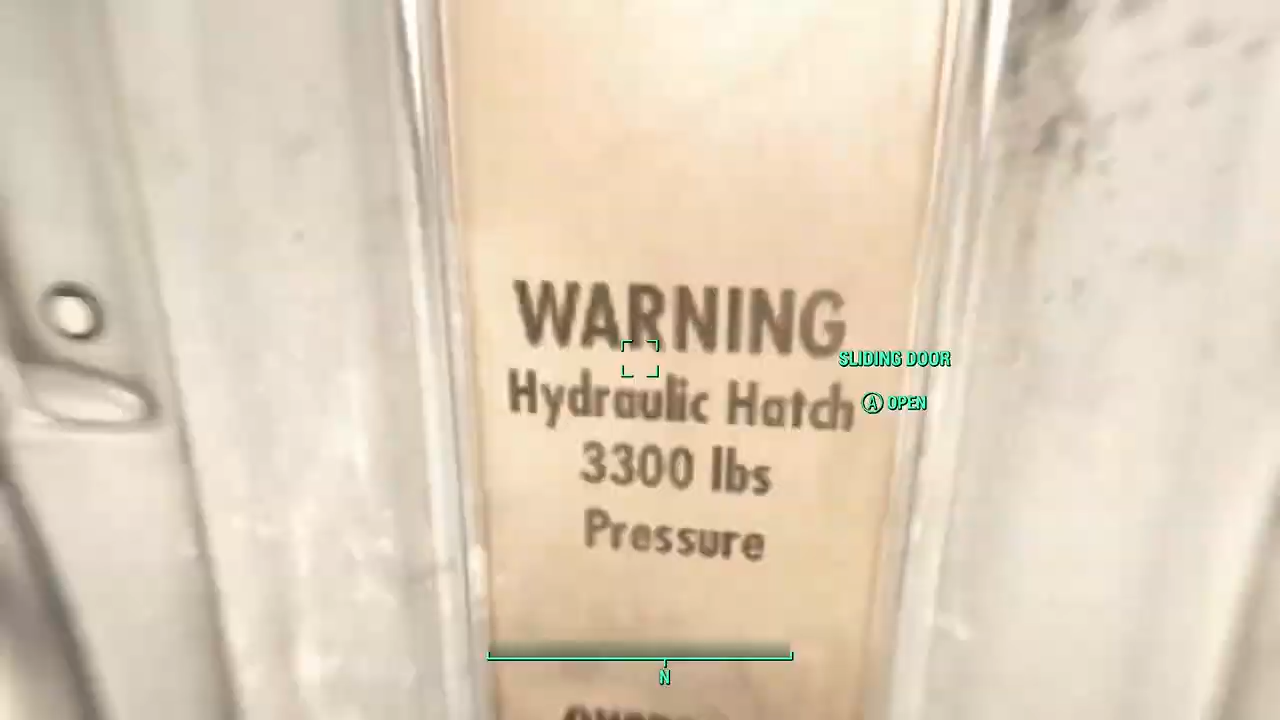 WARNING
SLIDING DOOR
Hydraulic Hatch
Ⓐ OPEN
3300 lbs
Pressure
N